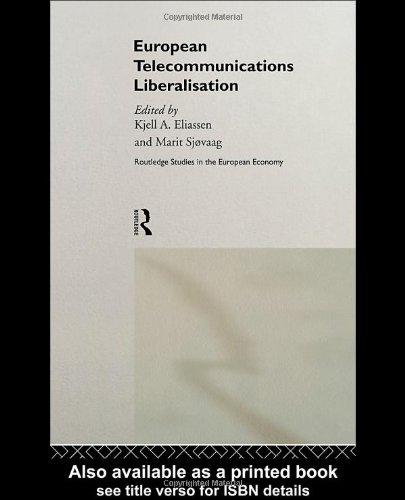 Copyrighted Material
European
Telecommunications
Liberalisation
Edited by
Kjell A. Eliassen
and Marit Sjøvaag
Routledge Studies in the European Economy
ROUTLEDGE
Also available as a printed book
see title verso for ISBN details
Copyrighted Material